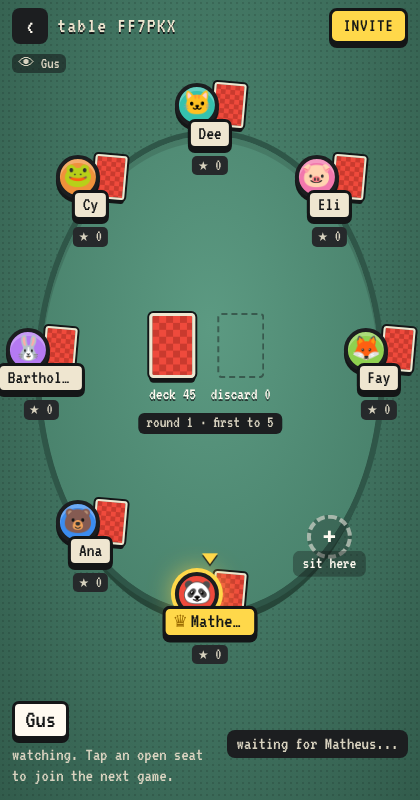 table FF7PKX
INVITE
Gus
Dee
★ 0
Cy
★ 0
Eli
★ 0
Barthol…
★ 0
Fay
★ 0
deck 45
discard 0
round 1 · first to 5
Ana
★ 0
sit here
Mathe…
★ 0
Gus
watching. Tap an open seat
to join the next game.
waiting for Matheus...